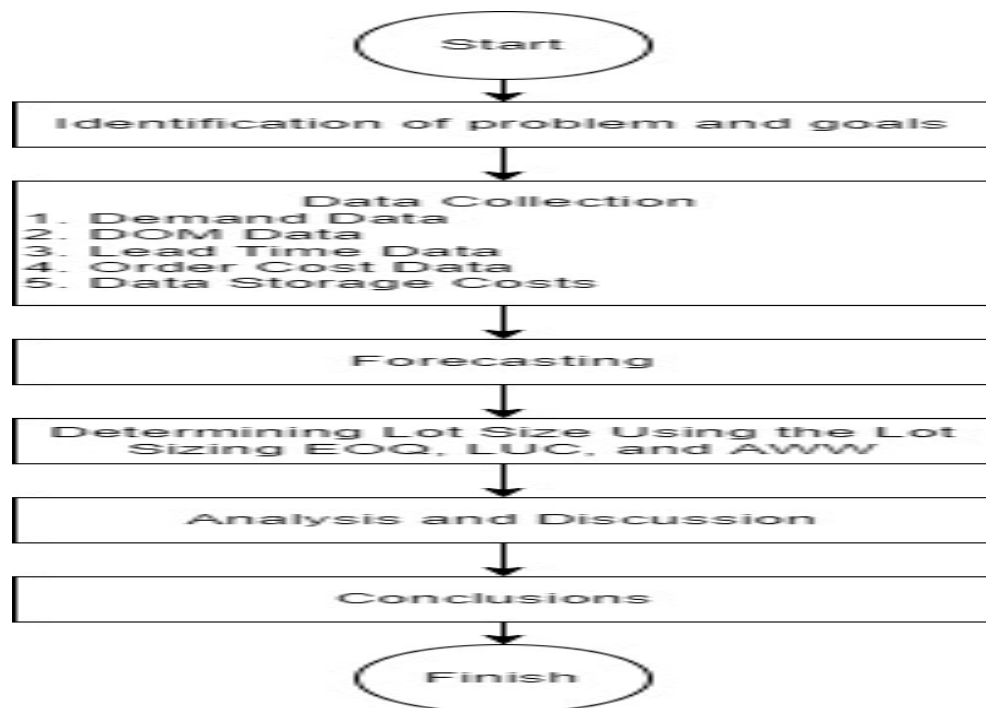 Start
Identification of problem and goals
Data Collection
1. Demand Data
2. DOM Data
3. Lead Time Data
4. Order Cost Data
5. Data Storage Costs
Forecasting
Determining Lot Size Using the Lot
Sizing EOQ, LUC, and AWW
Analysis and Discussion
Conclusions
Finish